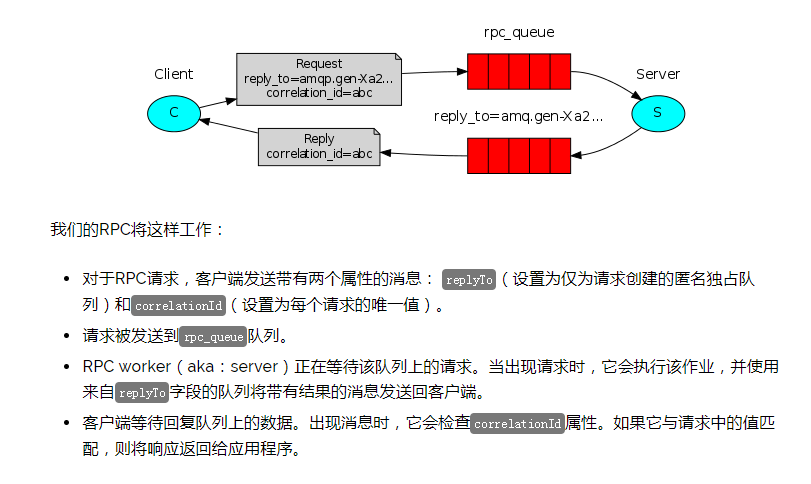 rpc_queue
Client
Request
reply_to=amqp.gen-Xa2...
correlation_id=abc
Server
C
S
reply_to=amq.gen-Xa2...
Reply
correlation_id=abc
我们的RPC将这样工作：
对于RPC请求，客户端发送带有两个属性的消息： replyTo（设置为仅为请求创建的匿名独占队
列）和correlationId（设置为每个请求的唯一值）。
请求被发送到rpc_queue队列。
RPC worker（aka：server）正在等待该队列上的请求。当出现请求时，它会执行该作业，并使用
来自replyTo字段的队列将带有结果的消息发送回客户端。
客户端等待回复队列上的数据。出现消息时，它会检查correlationId属性。如果它与请求中的值匹
配，则将响应返回给应用程序。